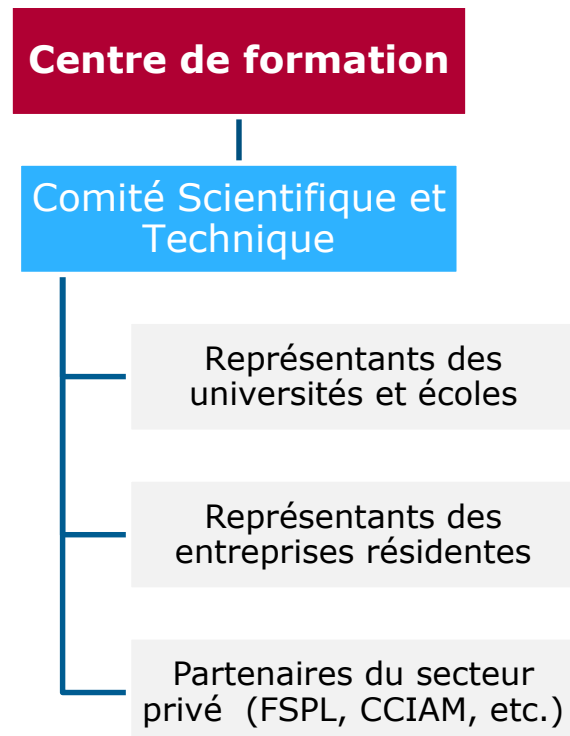 Centre de formation
Comité Scientifique et
Technique
Représentants des
universités et écoles
Représentants des
entreprises résidentes
Partenaires du secteur
privé (FSPL, CCIAM, etc.)